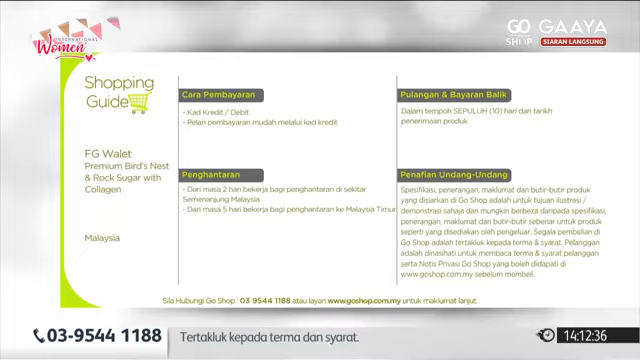 INTERNATIONAL
Women
GO SHOP
GAAYA
SIARAN LANGSUNG
Shopping
Guide
FG Walet
Premium Bird's Nest
& Rock Sugar with
Collagen
Malaysia
Cara Pembayaran
- Kad Kredit / Debit
- Pelan pembayaran mudah melalui kad kredit
Penghantaran
- Dari masa 2 hari bekerja bagi penghantaran di sekitar
Semenanjung Malaysia
- Dari masa 5 hari bekerja bagi penghantaran ke Malaysia Timur
Pulangan & Bayaran Balik
Dalam tempoh SEPULUH (10) hari dari tarikh
penerimaan produk
Penafian Undang-Undang
Spesifikasi, penerangan, maklumat dan butir-butir produk
yang disiarkan di Go Shop adalah untuk tujuan ilustrasi /
demonstrasi sahaja dan mungkin berbeza daripada spesifikasi,
penerangan, maklumat dan butir-butir sebenar untuk produk
seperti yang disediakan oleh pengeluar. Segala pembelian di
Go Shop adalah tertakluk kepada terma & syarat. Pelanggan
adalah dinasihati untuk membaca terma & syarat pelanggan
serta Notis Privasi Go Shop yang boleh didapati di
www.goshop.com.my sebelum membeli.
Sila Hubungi Go Shop : 03 9544 1188 atau layari www.goshop.com.my untuk maklumat lanjut.
03-9544 1188
Tertakluk kepada terma dan syarat.
14:12:36